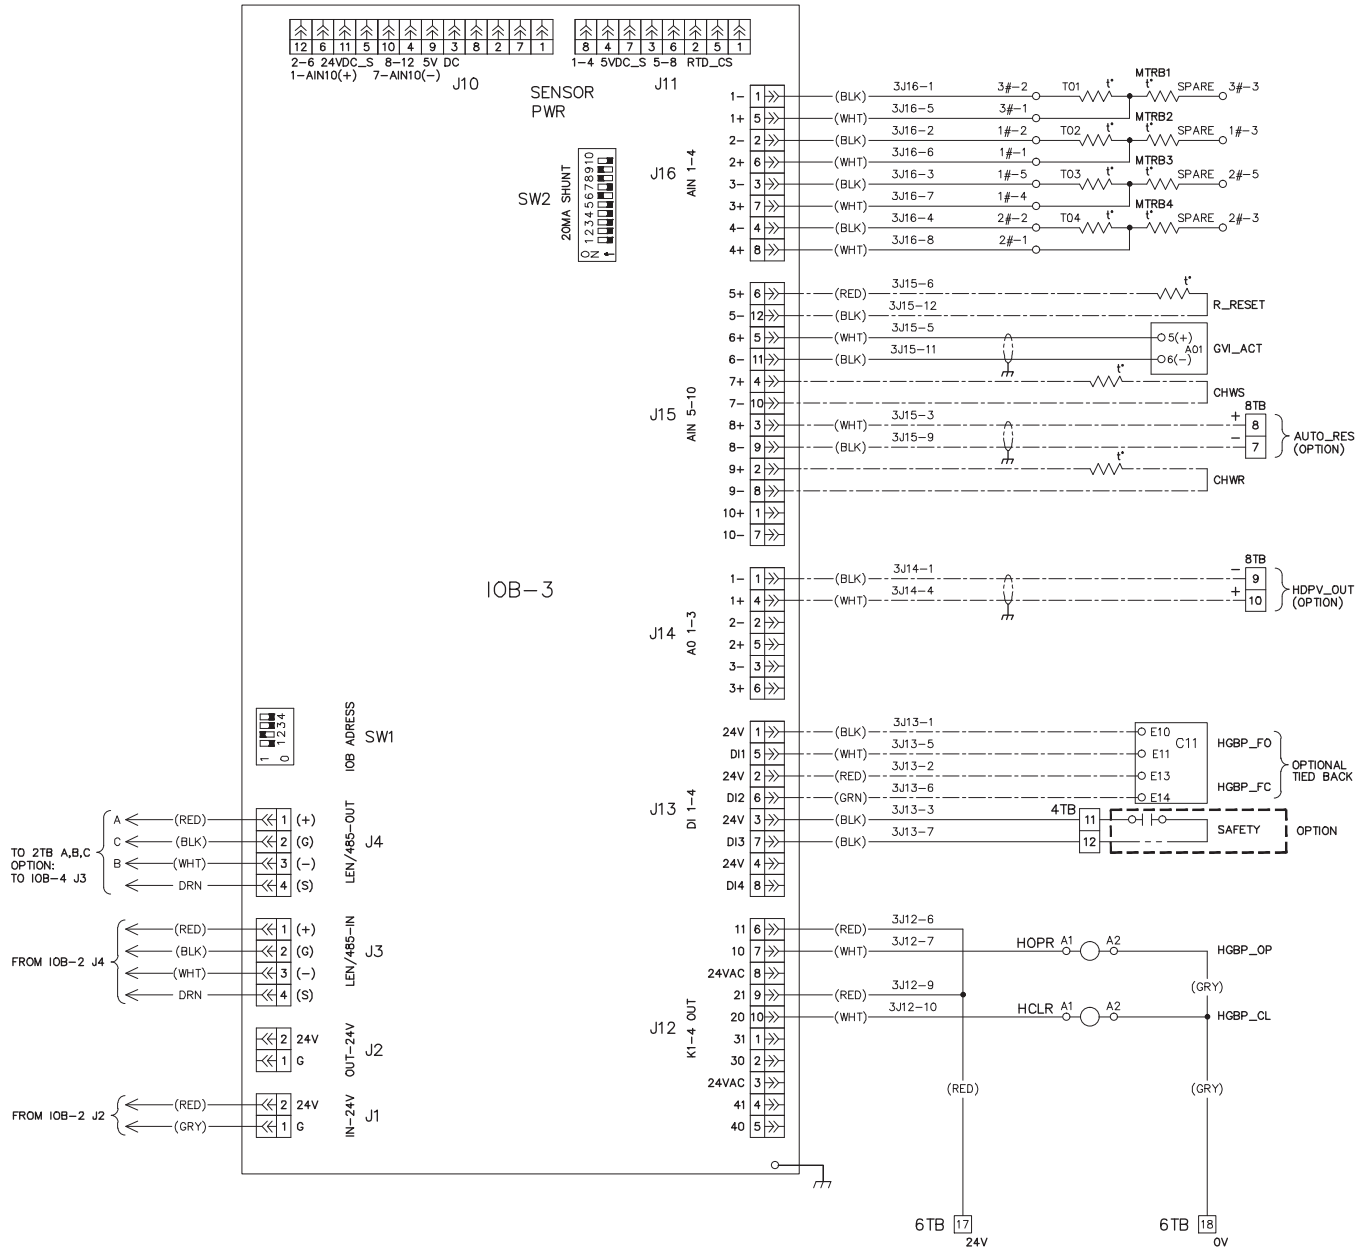 12 6 11 5 10 4 9 3 8 2 7 1
2-6 24VDC_S 8-12 5V DC
1-AIN10(+) 7-AIN10(-)
J10
8 4 7 3 6 2 5 1
1-4 5VDC_S 5-8 RTD_CS
J11
SENSOR
PWR
SW2
20MA SHUNT
ON
12345678910
IOB-3
J16
AIN 1-4
1- 1 (BLK) 3J16-1 3#-2 T01 t° MTRB1 t° SPARE 3#-3
1+ 5 (WHT) 3J16-5 3#-1
2- 2 (BLK) 3J16-2 1#-2 T02 t° MTRB2 t° SPARE 1#-3
2+ 6 (WHT) 3J16-6 1#-1
3- 3 (BLK) 3J16-3 1#-5 T03 t° MTRB3 t° SPARE 2#-5
3+ 7 (WHT) 3J16-7 1#-4
4- 4 (BLK) 3J16-4 2#-2 T04 t° MTRB4 t° SPARE 2#-3
4+ 8 (WHT) 3J16-8 2#-1
J15
AIN 5-10
5+ 6 (RED) 3J15-6 t°
R_RESET
5- 12 (BLK) 3J15-12
6+ 5 (WHT) 3J15-5 5(+)
A01 GVI_ACT
6- 11 (BLK) 3J15-11 6(-)
7+ 4 t°
CHWS
7- 10
8TB
8+ 3 (WHT) 3J15-3 + 8
8- 9 (BLK) 3J15-9 - 7
AUTO_RES
(OPTION)
9+ 2 t°
CHWR
9- 8
10+ 1
10- 7
J14
AO 1-3
8TB
1- 1 (BLK) 3J14-1 - 9
1+ 4 (WHT) 3J14-4 + 10
HDPV_OUT
(OPTION)
2- 2
2+ 5
3- 3
3+ 6
SW1
IOB ADRESS
1 0
1234
J13
DI 1-4
24V 1 (BLK) 3J13-1 E10
C11 HGBP_FO
DI1 5 (WHT) 3J13-5 E11
24V 2 (RED) 3J13-2 E13
HGBP_FC
DI2 6 (GRN) 3J13-6 E14
OPTIONAL
TIED BACK
24V 3 (BLK) 3J13-3 4TB 11
SAFETY OPTION
DI3 7 (BLK) 3J13-7 12
24V 4
DI4 8
TO 2TB A,B,C
OPTION:
TO IOB-4 J3
A (RED) 1 (+)
C (BLK) 2 (G)
B (WHT) 3 (-)
DRN 4 (S)
LEN/485-OUT
J4
FROM IOB-2 J4
(RED) 1 (+)
(BLK) 2 (G)
(WHT) 3 (-)
DRN 4 (S)
LEN/485-IN
J3
2 24V
1 G
OUT-24V
J2
FROM IOB-2 J2
(RED) 2 24V
(GRY) 1 G
IN-24V
J1
J12
K1-4 OUT
11 6 (RED) 3J12-6
10 7 (WHT) 3J12-7 HOPR A1 A2 HGBP_OP
24VAC 8
(GRY)
21 9 (RED) 3J12-9
20 10 (WHT) 3J12-10 HCLR A1 A2 HGBP_CL
31 1
30 2
24VAC 3
41 4
40 5
(RED) (GRY)
6TB 17
24V
6TB 18
0V